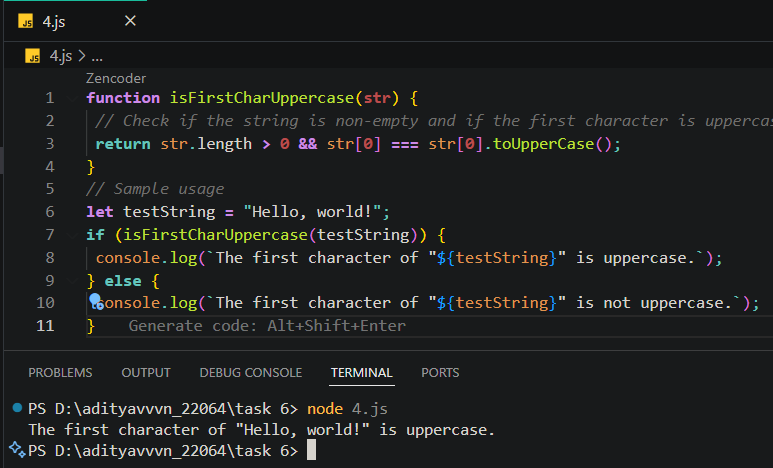 JS 4.js ×
JS 4.js > ...
Zencoder
1 function isFirstCharUppercase(str) {
2 // Check if the string is non-empty and if the first character is uppercas
3 return str.length > 0 && str[0] === str[0].toUpperCase();
4 }
5 // Sample usage
6 let testString = "Hello, world!";
7 if (isFirstCharUppercase(testString)) {
8 console.log(`The first character of "${testString}" is uppercase.`);
9 } else {
10 console.log(`The first character of "${testString}" is not uppercase.`);
11 } Generate code: Alt+Shift+Enter
PROBLEMS OUTPUT DEBUG CONSOLE TERMINAL PORTS
PS D:\adityavvvn_22064\task 6> node 4.js
The first character of "Hello, world!" is uppercase.
PS D:\adityavvvn_22064\task 6>